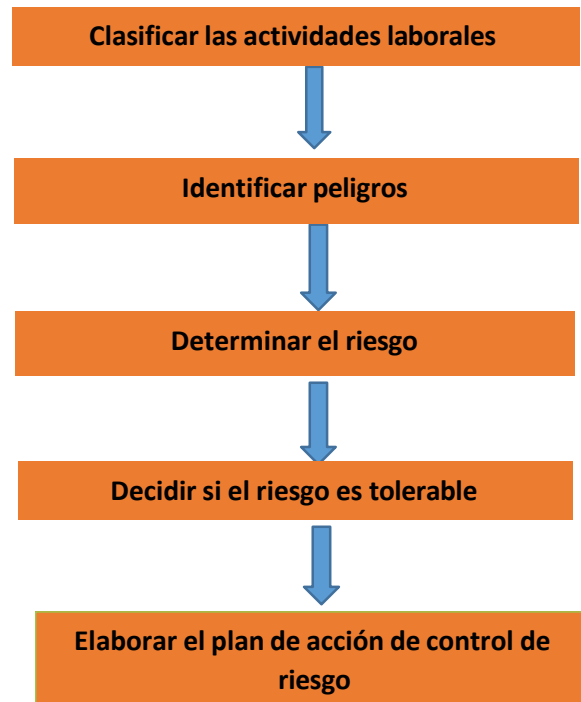 Clasificar las actividades laborales
Identificar peligros
Determinar el riesgo
Decidir si el riesgo es tolerable
Elaborar el plan de acción de control de
riesgo